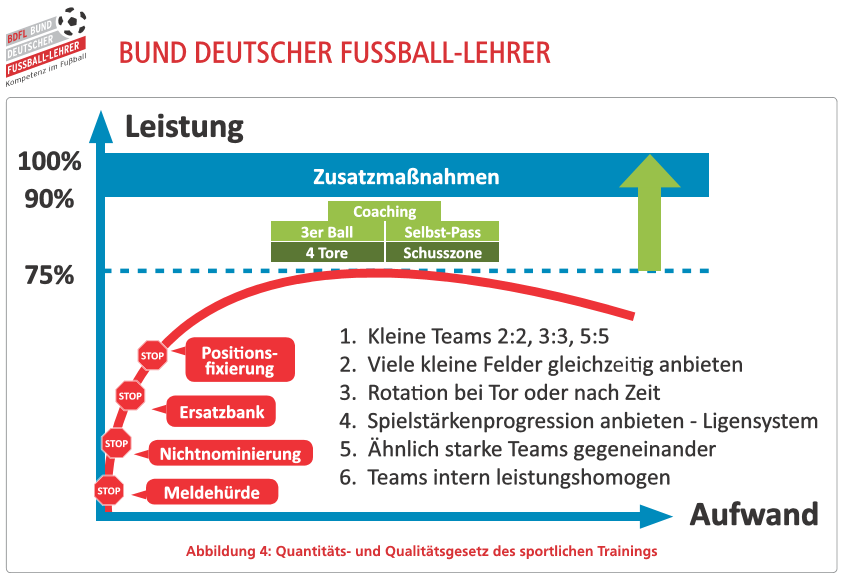 BDFL BUND
DEUTSCHER
FUSSBALL-LEHRER
Kompetenz im Fußball
BUND DEUTSCHER FUSSBALL-LEHRER
Leistung
100%
Zusatzmaßnahmen
90%
Coaching
3er Ball
Selbst-Pass
4 Tore
Schusszone
75%
1. Kleine Teams 2:2, 3:3, 5:5
2. Viele kleine Felder gleichzeitig anbieten
3. Rotation bei Tor oder nach Zeit
4. Spielstärkenprogression anbieten - Ligensystem
5. Ähnlich starke Teams gegeneinander
6. Teams intern leistungshomogen
STOP
Positions-
fixierung
STOP
Ersatzbank
STOP
Nichtnominierung
STOP
Meldehürde
Aufwand
Abbildung 4: Quantitäts- und Qualitätsgesetz des sportlichen Trainings